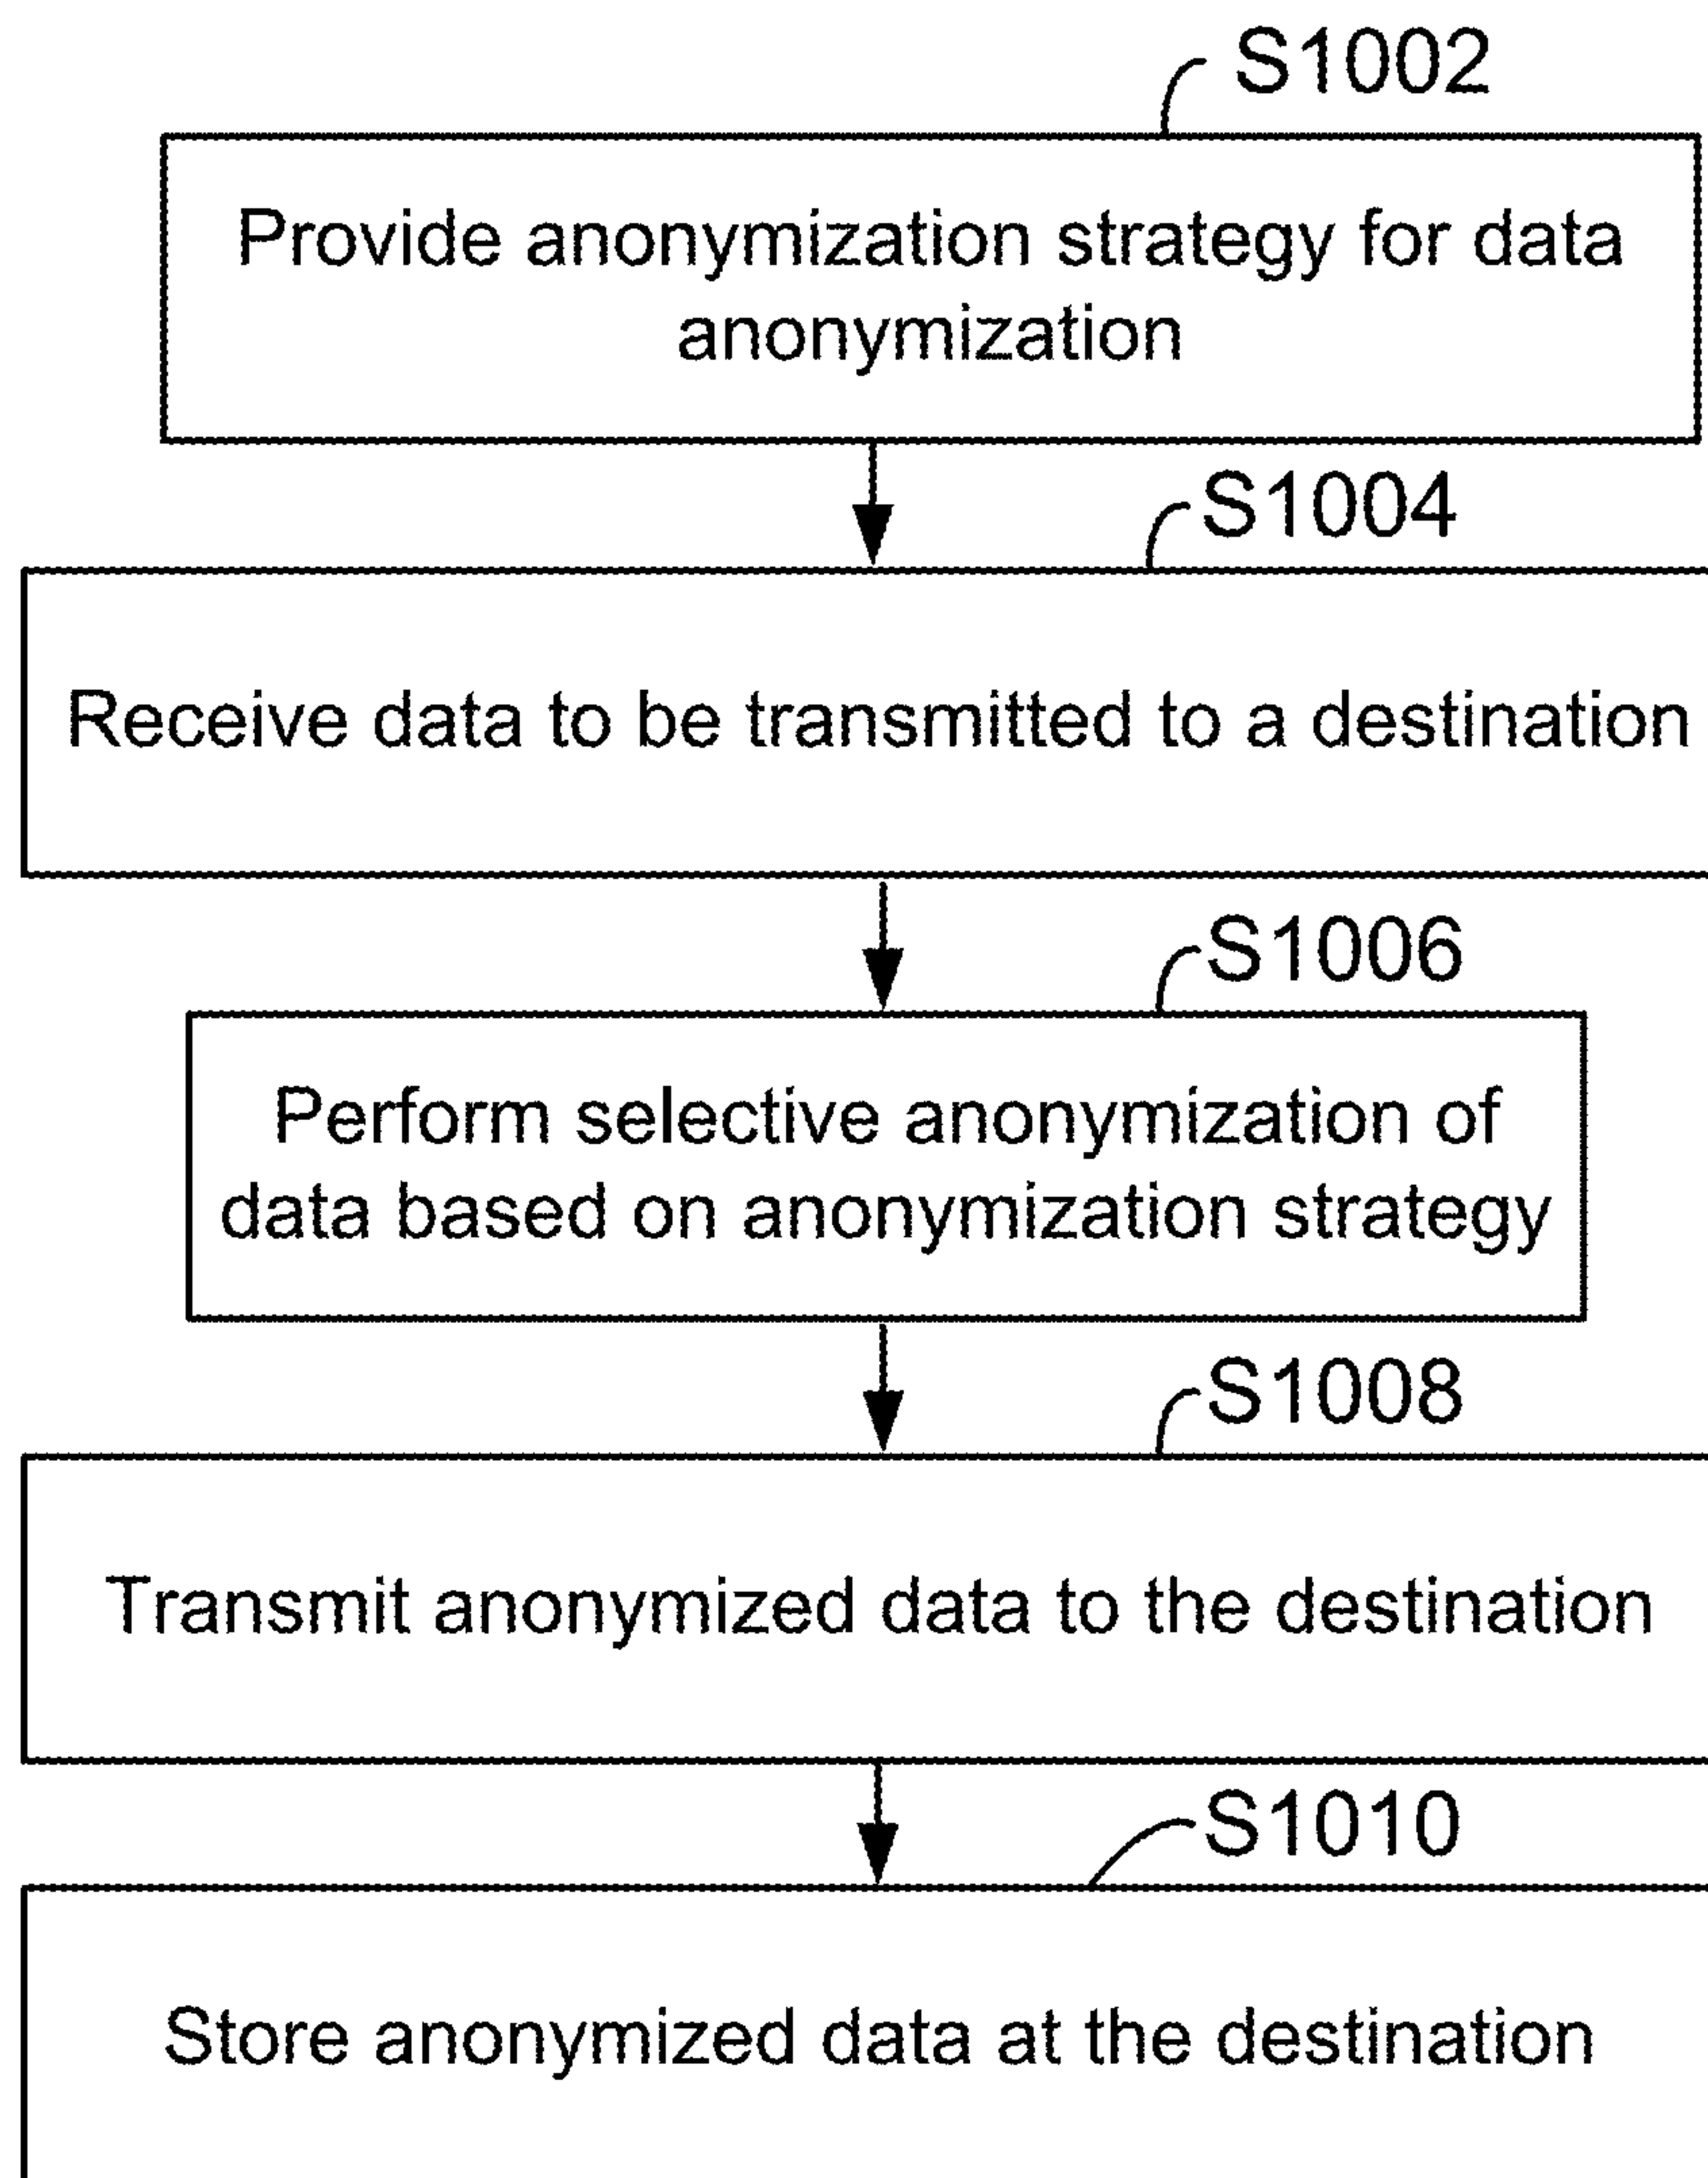 S1002
Provide anonymization strategy for data
anonymization
S1004
Receive data to be transmitted to a destination
S1006
Perform selective anonymization of
data based on anonymization strategy
S1008
Transmit anonymized data to the destination
S1010
Store anonymized data at the destination